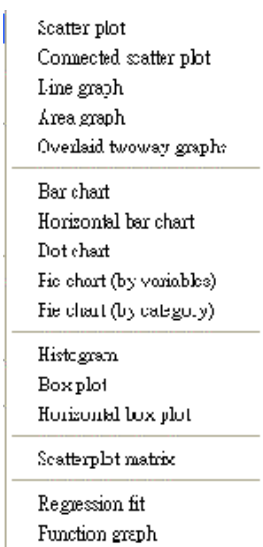 Scatter plot
Connected scatter plot
Line graph
Area graph
Overlaid twoway graphs
Bar chart
Horizontal bar chart
Dot chart
Pie chart (by variables)
Pie chart (by category)
Histogram
Box plot
Horizontal box plot
Scatterplot matrix
Regression fit
Function graph